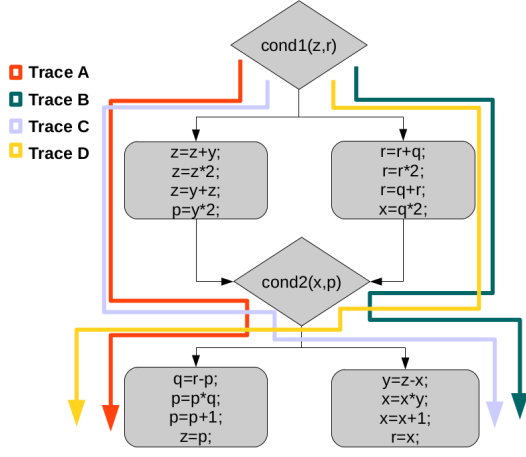 cond1(z,r)
Trace A
Trace B
Trace C
Trace D
z=z+y;
z=z*2;
z=y+z;
p=y*2;
r=r+q;
r=r*2;
r=q+r;
x=q*2;
cond2(x,p)
q=r-p;
p=p*q;
p=p+1;
z=p;
y=z-x;
x=x*y;
x=x+1;
r=x;